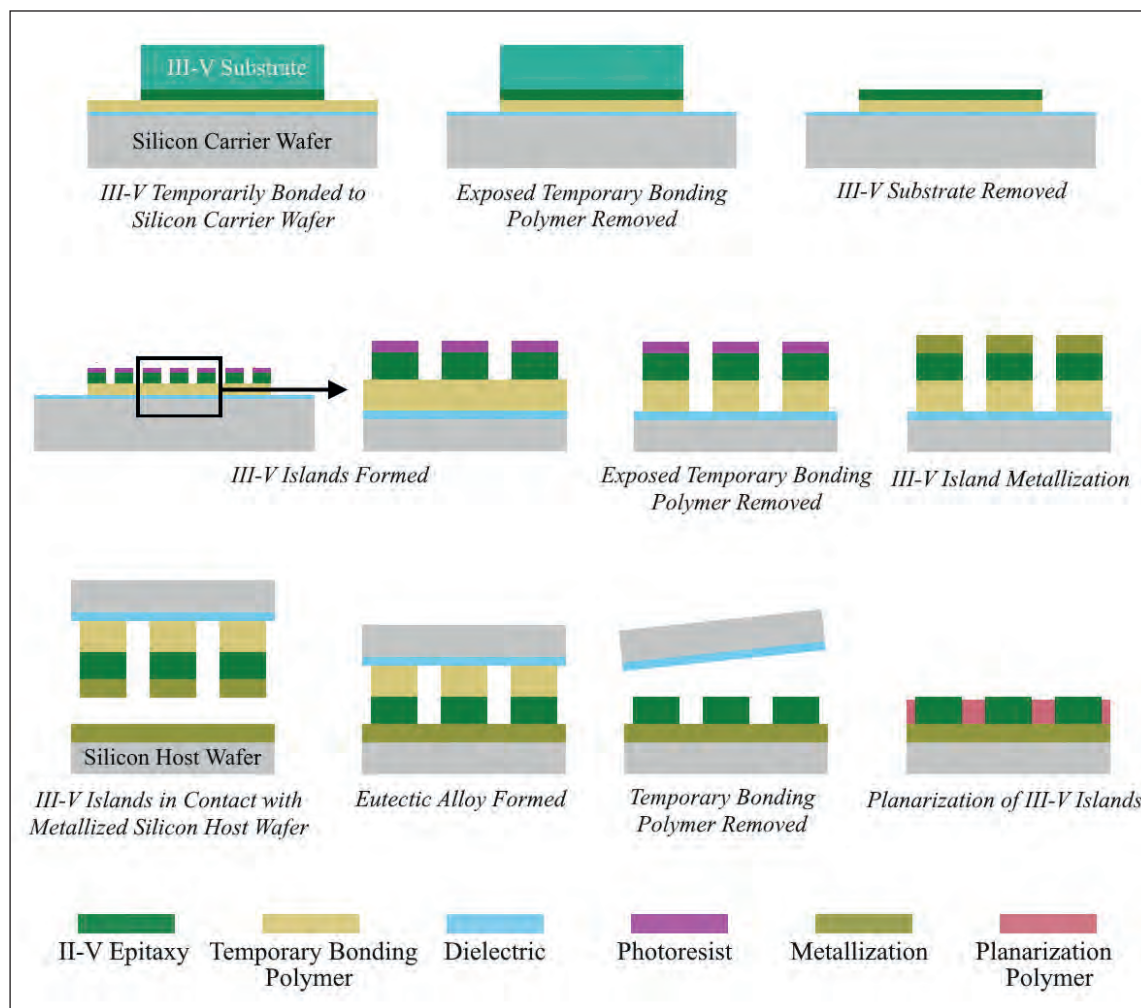 III-V Substrate
Silicon Carrier Wafer
III-V Temporarily Bonded to
Silicon Carrier Wafer
Exposed Temporary Bonding
Polymer Removed
III-V Substrate Removed
III-V Islands Formed
Exposed Temporary Bonding
Polymer Removed
III-V Island Metallization
Silicon Host Wafer
III-V Islands in Contact with
Metallized Silicon Host Wafer
Eutectic Alloy Formed
Temporary Bonding
Polymer Removed
Planarization of III-V Islands
II-V Epitaxy
Temporary Bonding
Polymer
Dielectric
Photoresist
Metallization
Planarization
Polymer